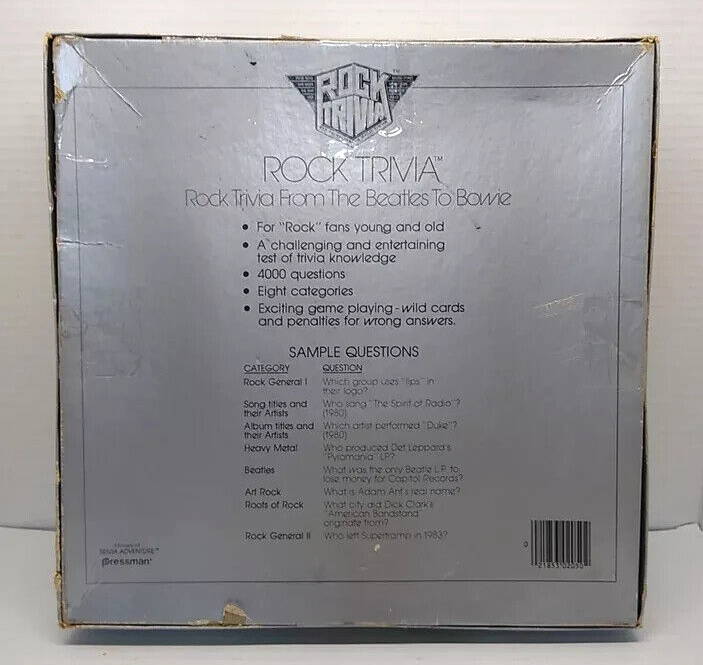 ROCK
TRIVIA
TM
ROCK TRIVIA™
Rock Trivia From The Beatles To Bowie
• For "Rock" fans young and old
• A challenging and entertaining
test of trivia knowledge
• 4000 questions
• Eight categories
• Exciting game playing - wild cards
and penalties for wrong answers.
SAMPLE QUESTIONS
CATEGORY QUESTION
Rock General I Which group uses "lips" in
their logo?
Song titles and Who sang "The Spirit of Radio"?
their Artists (1980)
Album titles and Which artist performed "Duke"?
their Artists (1980)
Heavy Metal Who produced Def Leppard's
"Pyromania" LP?
Beatles What was the only Beatle L.P. to
lose money for Capitol Records?
Art Rock What is Adam Ant's real name?
Roots of Rock What city did Dick Clark's
"American Bandstand"
originate from?
Rock General II Who left Supertramp in 1983?
TRIVIA ADVENTURE™
Pressman
0 21853 02050